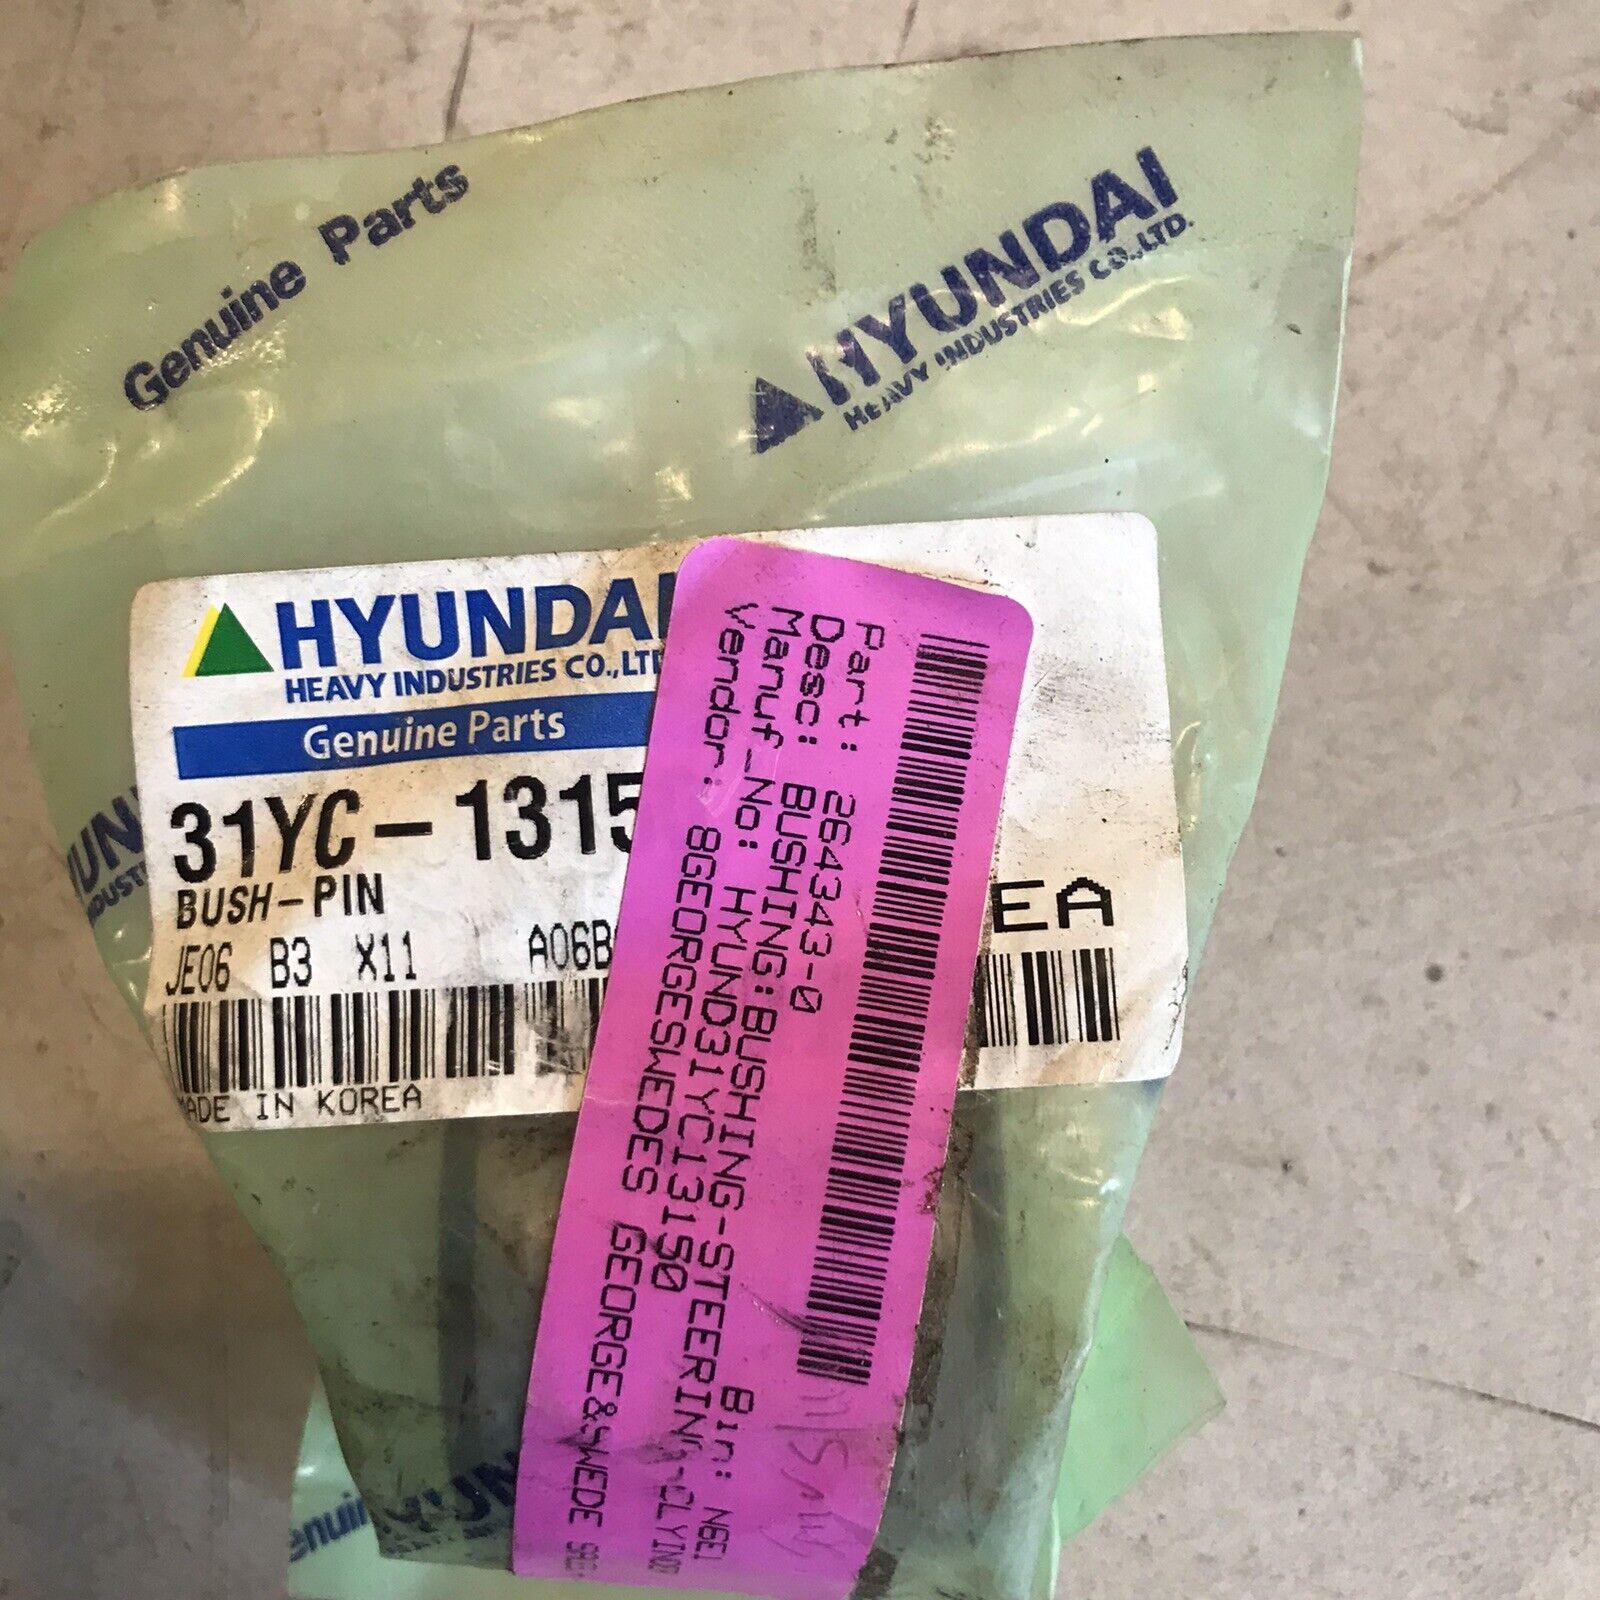 Genuine Parts
HYUNDAI
HEAVY INDUSTRIES CO.,LTD.
HYUNDAI
HEAVY INDUSTRIES CO.,LTD
Genuine Parts
31YC-1315
BUSH-PIN
JE06 B3 X11 A06B
EA
MADE IN KOREA
Part: 264343-0
Desc: BUSHING:BUSHING-STEERING-CLYINDR
Manuf_No: HYUND31YC13150
Bin: N6E1
Vendor: 8GEORGESWEDES GEORGE&SWEDE